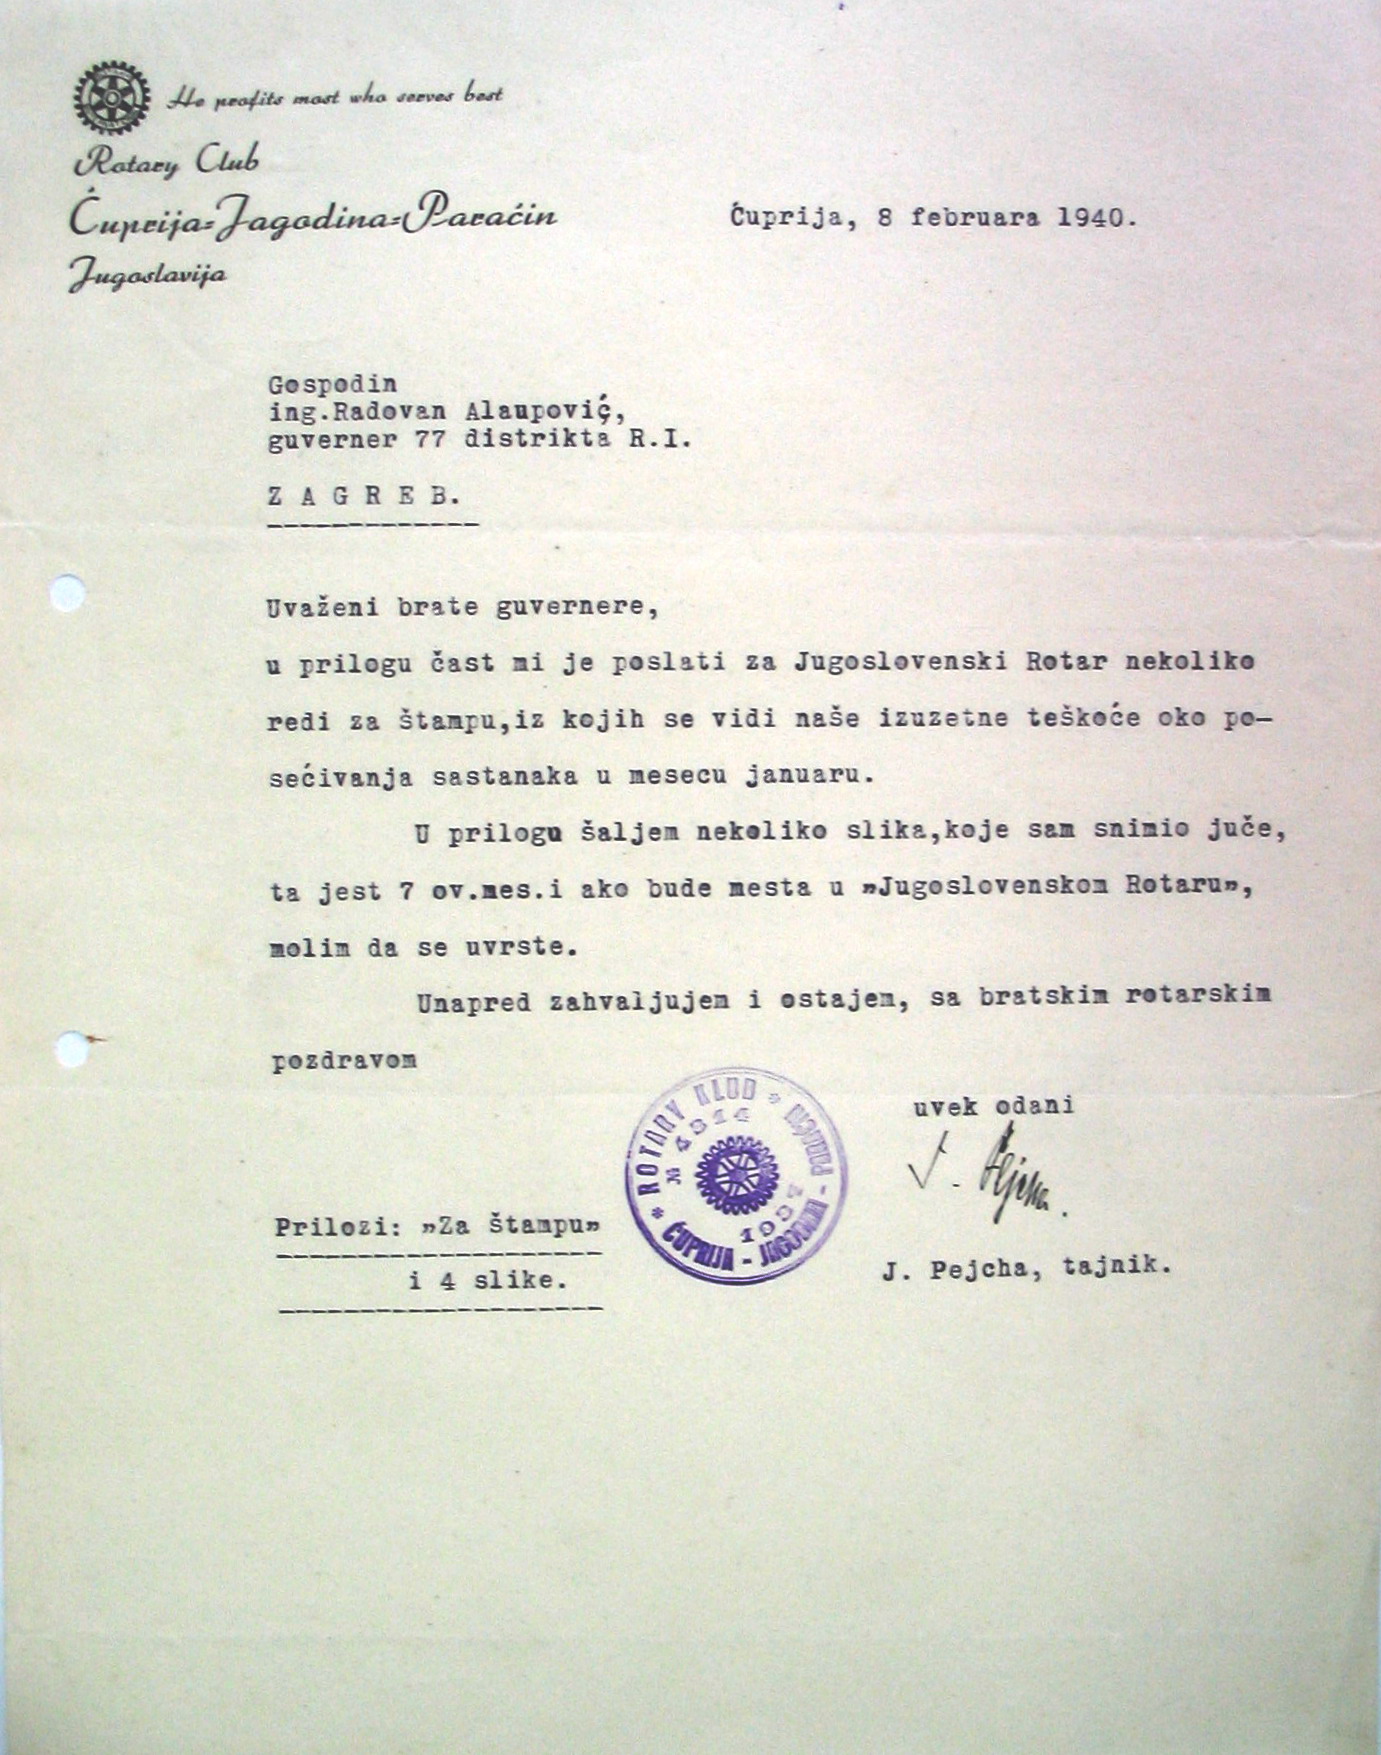 He profits most who serves best
Rotary Club
Ćuprija=Jagodina=Paraćin
Jugoslavija
Ćuprija, 8 februara 1940.
Gospodin
ing.Radovan Alaupović,
guverner 77 distrikta R.I.
Z A G R E B.
Uvaženi brate guvernere,
u prilogu čast mi je poslati za Jugoslovenski Rotar nekoliko
redi za štampu,iz kojih se vidi naše izuzetne teškoće oko po-
sećivanja sastanaka u mesecu januaru.
U prilogu šaljem nekoliko slika,koje sam snimio juče,
ta jest 7 ov.mes.i ako bude mesta u »Jugoslovenskom Rotaru»,
molim da se uvrste.
Unapred zahvaljujem i ostajem, sa bratskim rotarskim
pozdravom
uvek odani
J. Pejcha.
ROTARY KLUB * PARAĆIN - JAGODINA - ĆUPRIJA *
№ 4314
Prilozi: »Za štampu»
i 4 slike.
J. Pejcha, tajnik.